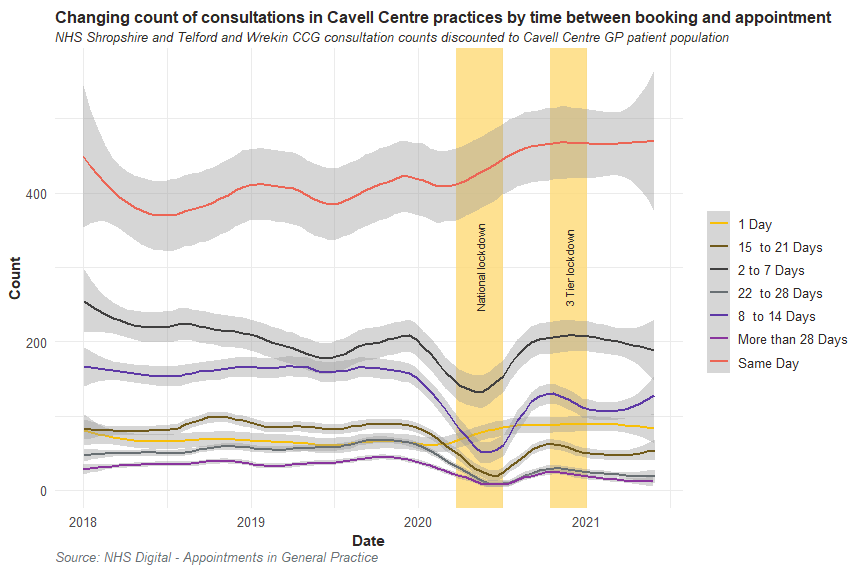 Changing count of consultations in Cavell Centre practices by time between booking and appointment
NHS Shropshire and Telford and Wrekin CCG consultation counts discounted to Cavell Centre GP patient population
Count
400
200
0
National lockdown
3 Tier lockdown
2018
2019
2020
2021
Date
1 Day
15 to 21 Days
2 to 7 Days
22 to 28 Days
8 to 14 Days
More than 28 Days
Same Day
Source: NHS Digital - Appointments in General Practice